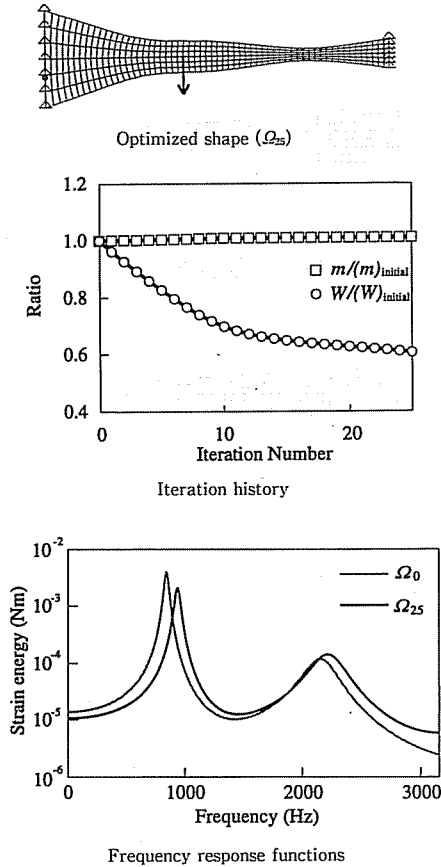 Optimized shape (Ω₂₅)
1.2
1.0
0.8
0.6
0.4
Ratio
m/(m)initial
W/(W)initial
0 10 20
Iteration Number
Iteration history
10⁻²
10⁻³
10⁻⁴
10⁻⁵
10⁻⁶
Strain energy (Nm)
Ω₀
Ω₂₅
0 1000 2000 3000
Frequency (Hz)
Frequency response functions